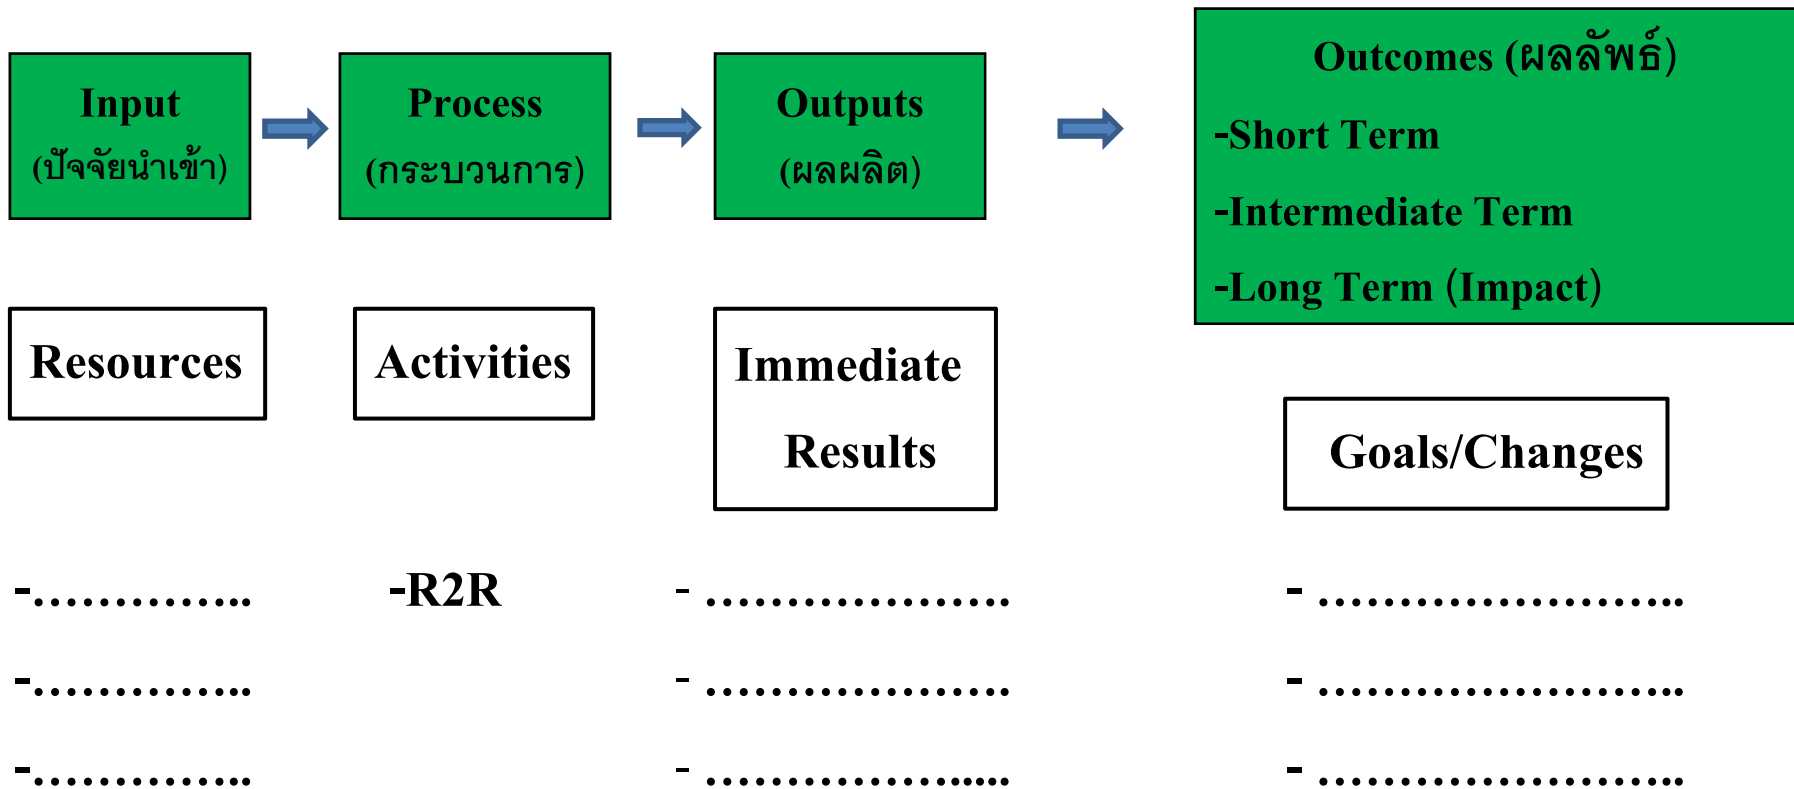 Input
(ปัจจัยนำเข้า)
Process
(กระบวนการ)
Outputs
(ผลผลิต)
Outcomes (ผลลัพธ์)
-Short Term
-Intermediate Term
-Long Term (Impact)
Resources
Activities
Immediate
Results
Goals/Changes
-…………..
-R2R
- ……………….
- …………………..
-…………..
- ……………….
- …………………..
-…………..
- …………….....
- …………………..